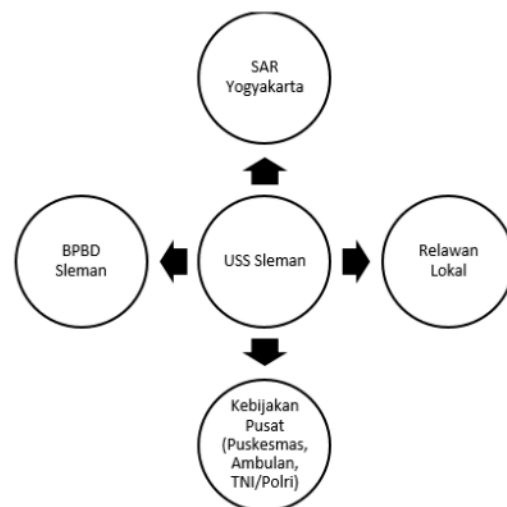 SAR
Yogyakarta
BPBD
Sleman
USS Sleman
Relawan
Lokal
Kebijakan
Pusat
(Puskesmas,
Ambulan,
TNI/Polri)